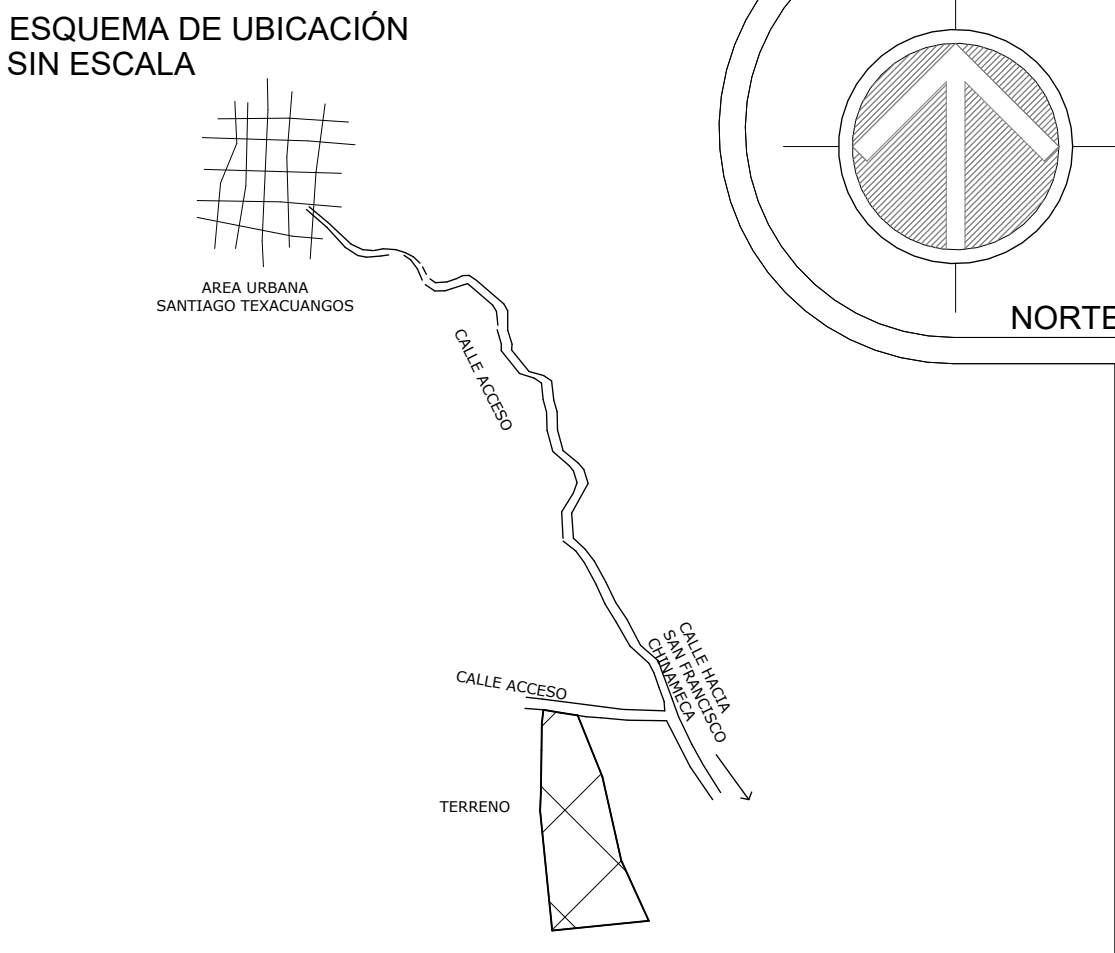 ESQUEMA DE UBICACIÓN
SIN ESCALA
AREA URBANA
SANTIAGO TEXACUANGOS
NORTE
CALLE ACCESO
CALLE HACIA
SAN FRANCISCO
CHINAMECA
CALLE ACCESO
TERRENO